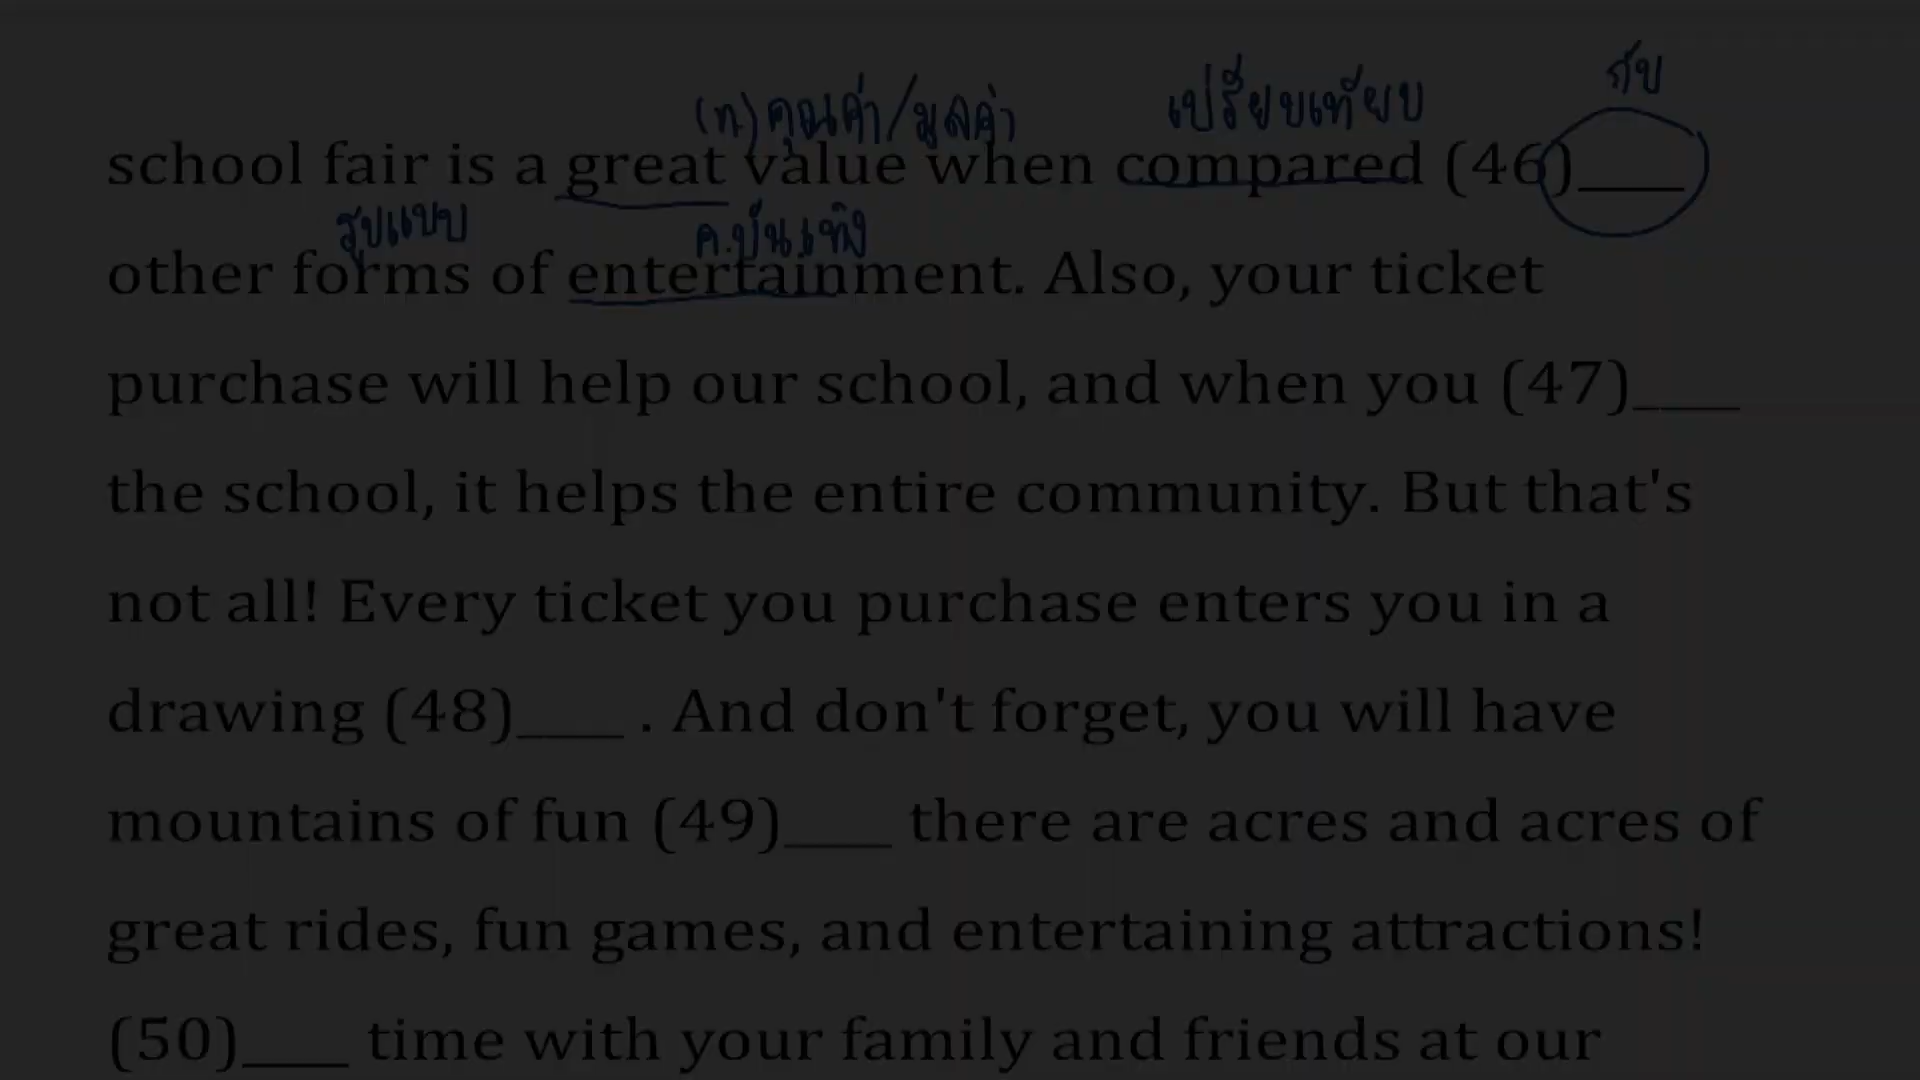 (n) คุณค่า/มูลค่า เปรียบเทียบ กับ
school fair is a great value when compared (46)____
รูปแบบ ค.บันเทิง
other forms of entertainment. Also, your ticket
purchase will help our school, and when you (47)____
the school, it helps the entire community. But that's
not all! Every ticket you purchase enters you in a
drawing (48)____ . And don't forget, you will have
mountains of fun (49)____ there are acres and acres of
great rides, fun games, and entertaining attractions!
(50)____ time with your family and friends at our